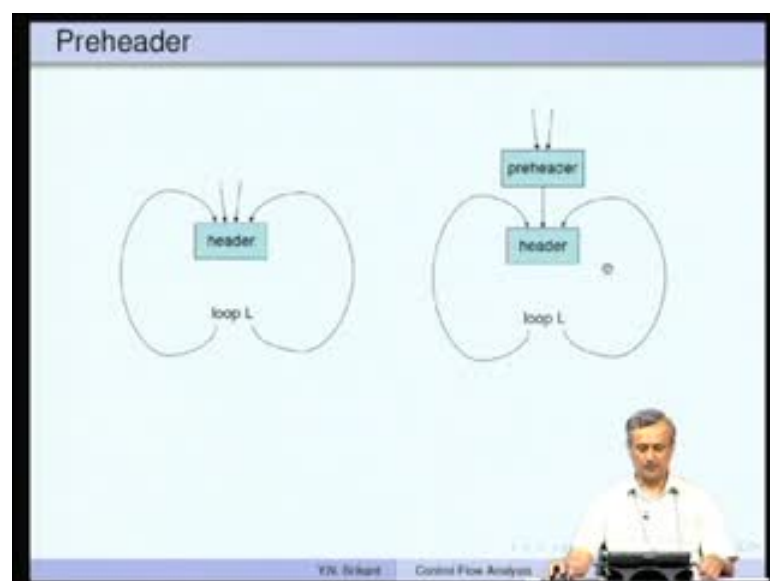 Preheader
preheader
header
header
loop L
loop L
Y.N. Srikant Control Flow Analysis